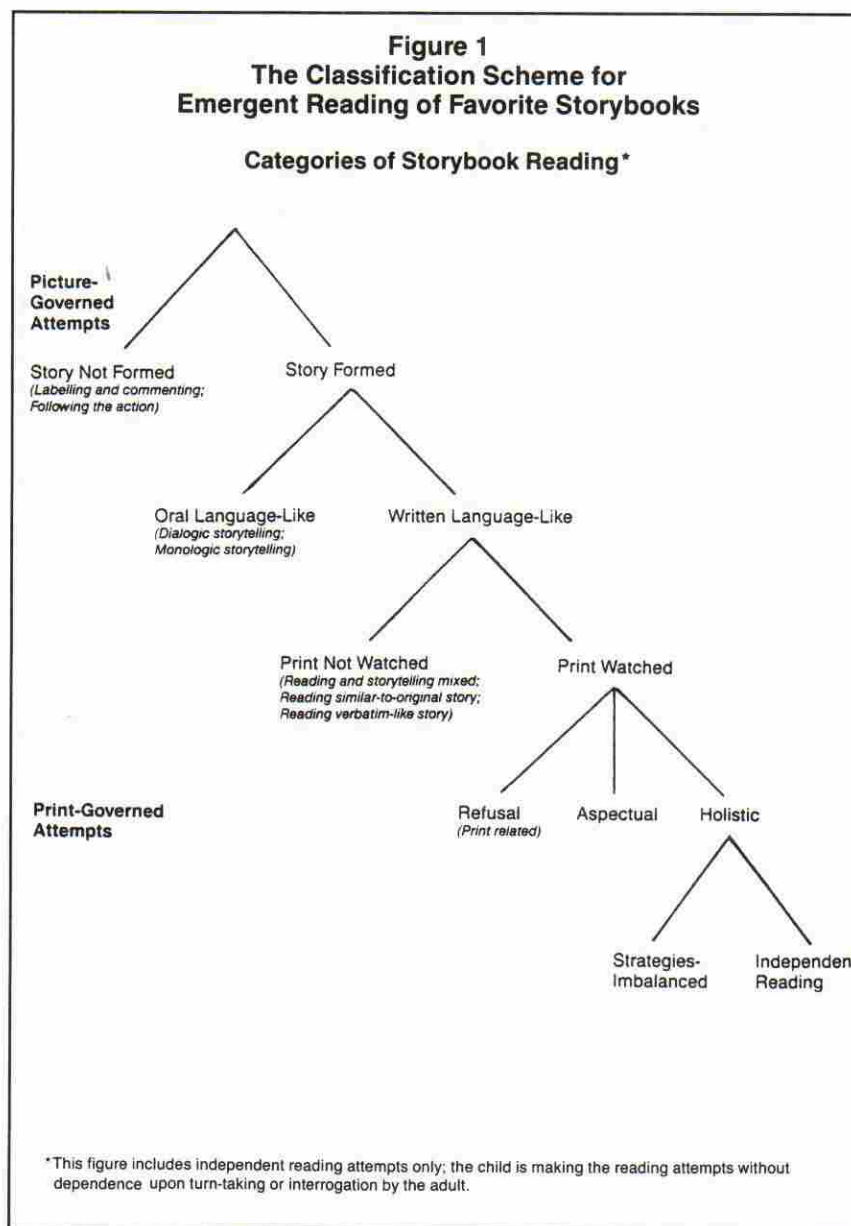 Figure 1
The Classification Scheme for
Emergent Reading of Favorite Storybooks
Categories of Storybook Reading*
Picture-
Governed
Attempts
Story Not Formed
(Labelling and commenting;
Following the action)
Story Formed
Oral Language-Like
(Dialogic storytelling;
Monologic storytelling)
Written Language-Like
Print Not Watched
(Reading and storytelling mixed;
Reading similar-to-original story;
Reading verbatim-like story)
Print Watched
Print-Governed
Attempts
Refusal
(Print related)
Aspectual
Holistic
Strategies-
Imbalanced
Independen
Reading
*This figure includes independent reading attempts only; the child is making the reading attempts without
dependence upon turn-taking or interrogation by the adult.